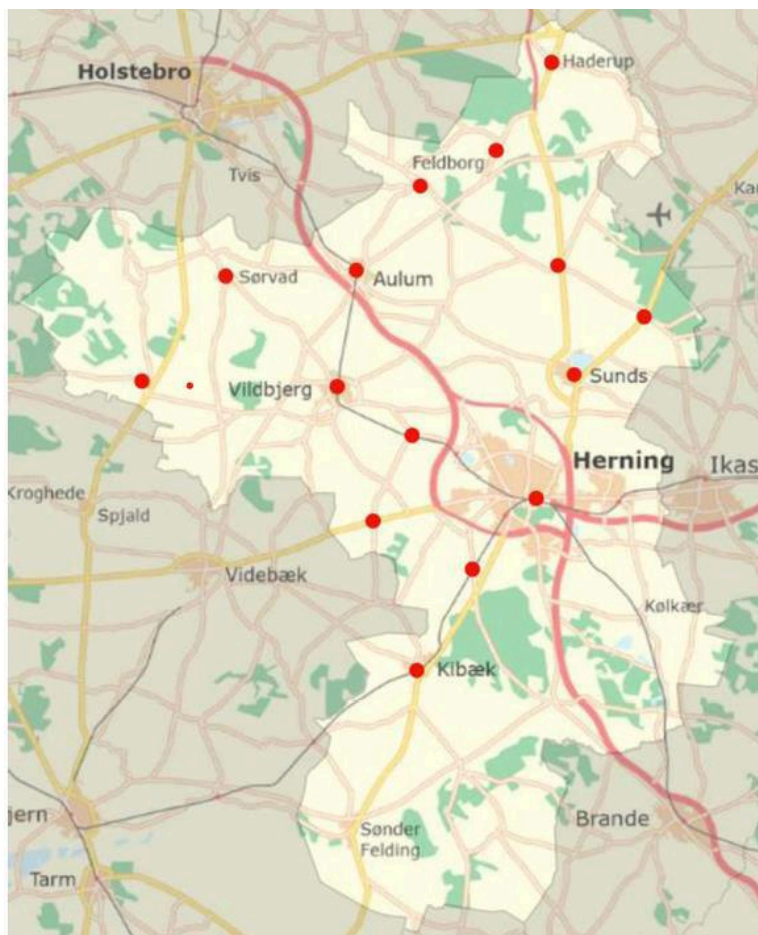 Haderup
Holstebro
Feldborg
Tvis
Kar
Sørvad
Aulum
Vildbjerg
Sunds
Herning
Ikas
Kroghede
Spjald
Videbæk
Kølkær
Kibæk
jern
Sønder
Felding
Brande
Tarm